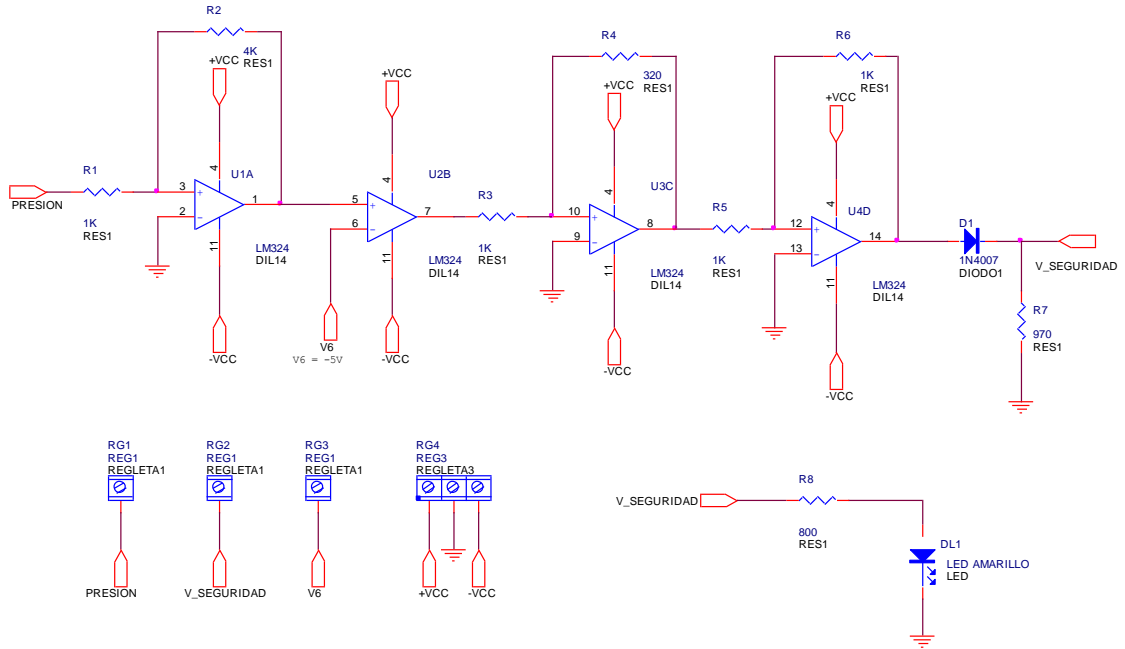 R2
4K
RES1
+VCC
R1
1K
RES1
PRESION
3
2
4
11
1
U1A
LM324
DIL14
-VCC
+VCC
4
U2B
5
6
7
11
LM324
DIL14
V6
V6 = -5V
-VCC
R3
1K
RES1
R4
320
RES1
+VCC
4
U3C
10
9
8
11
LM324
DIL14
-VCC
R5
1K
RES1
R6
1K
RES1
+VCC
4
U4D
12
13
14
11
LM324
DIL14
-VCC
D1
1N4007
DIODO1
V_SEGURIDAD
R7
970
RES1
RG1
REG1
REGLETA1
PRESION
RG2
REG1
REGLETA1
V_SEGURIDAD
RG3
REG1
REGLETA1
V6
RG4
REG3
REGLETA3
+VCC
-VCC
V_SEGURIDAD
R8
800
RES1
DL1
LED AMARILLO
LED